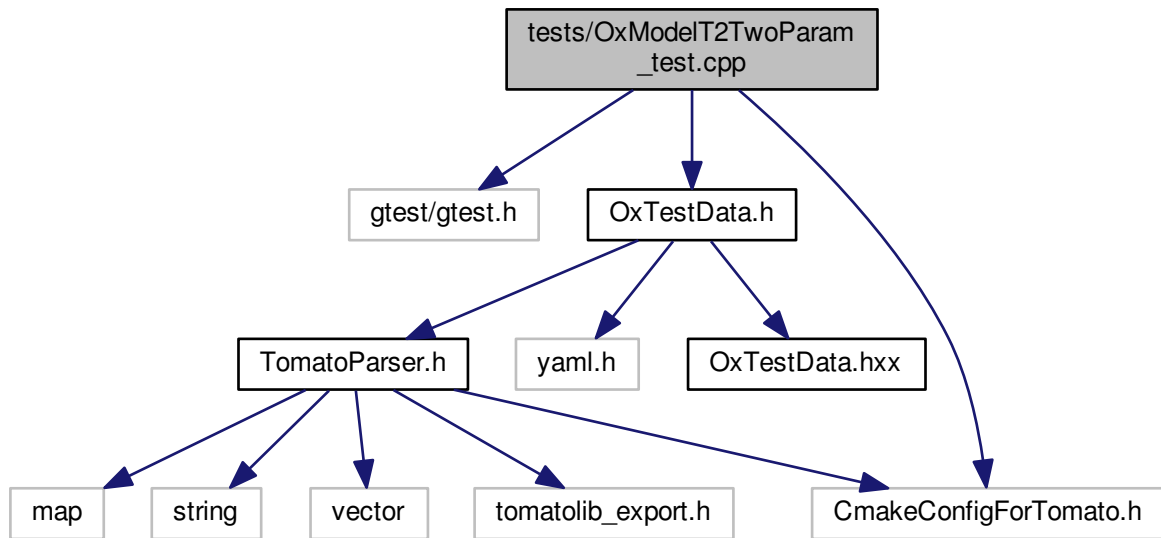 tests/OxModelT2TwoParam
_test.cpp
gtest/gtest.h
OxTestData.h
TomatoParser.h
yaml.h
OxTestData.hxx
map
string
vector
tomatolib_export.h
CmakeConfigForTomato.h